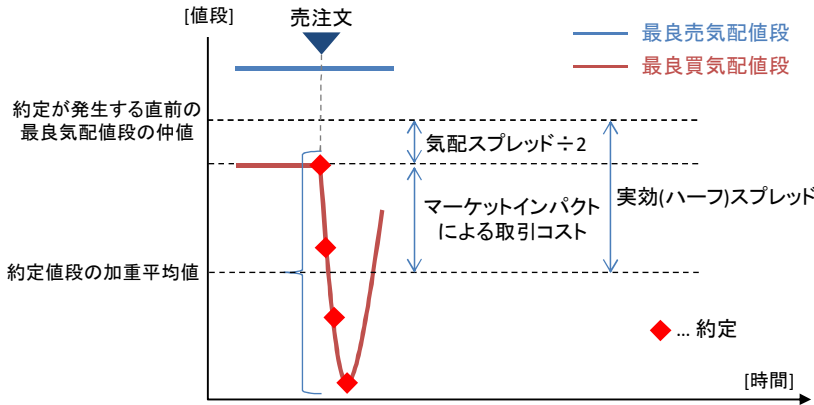 [値段]
売注文
最良売気配値段
最良買気配値段
約定が発生する直前の
最良気配値段の仲値
気配スプレッド÷2
マーケットインパクト
による取引コスト
実効(ハーフ)スプレッド
約定値段の加重平均値
... 約定
[時間]